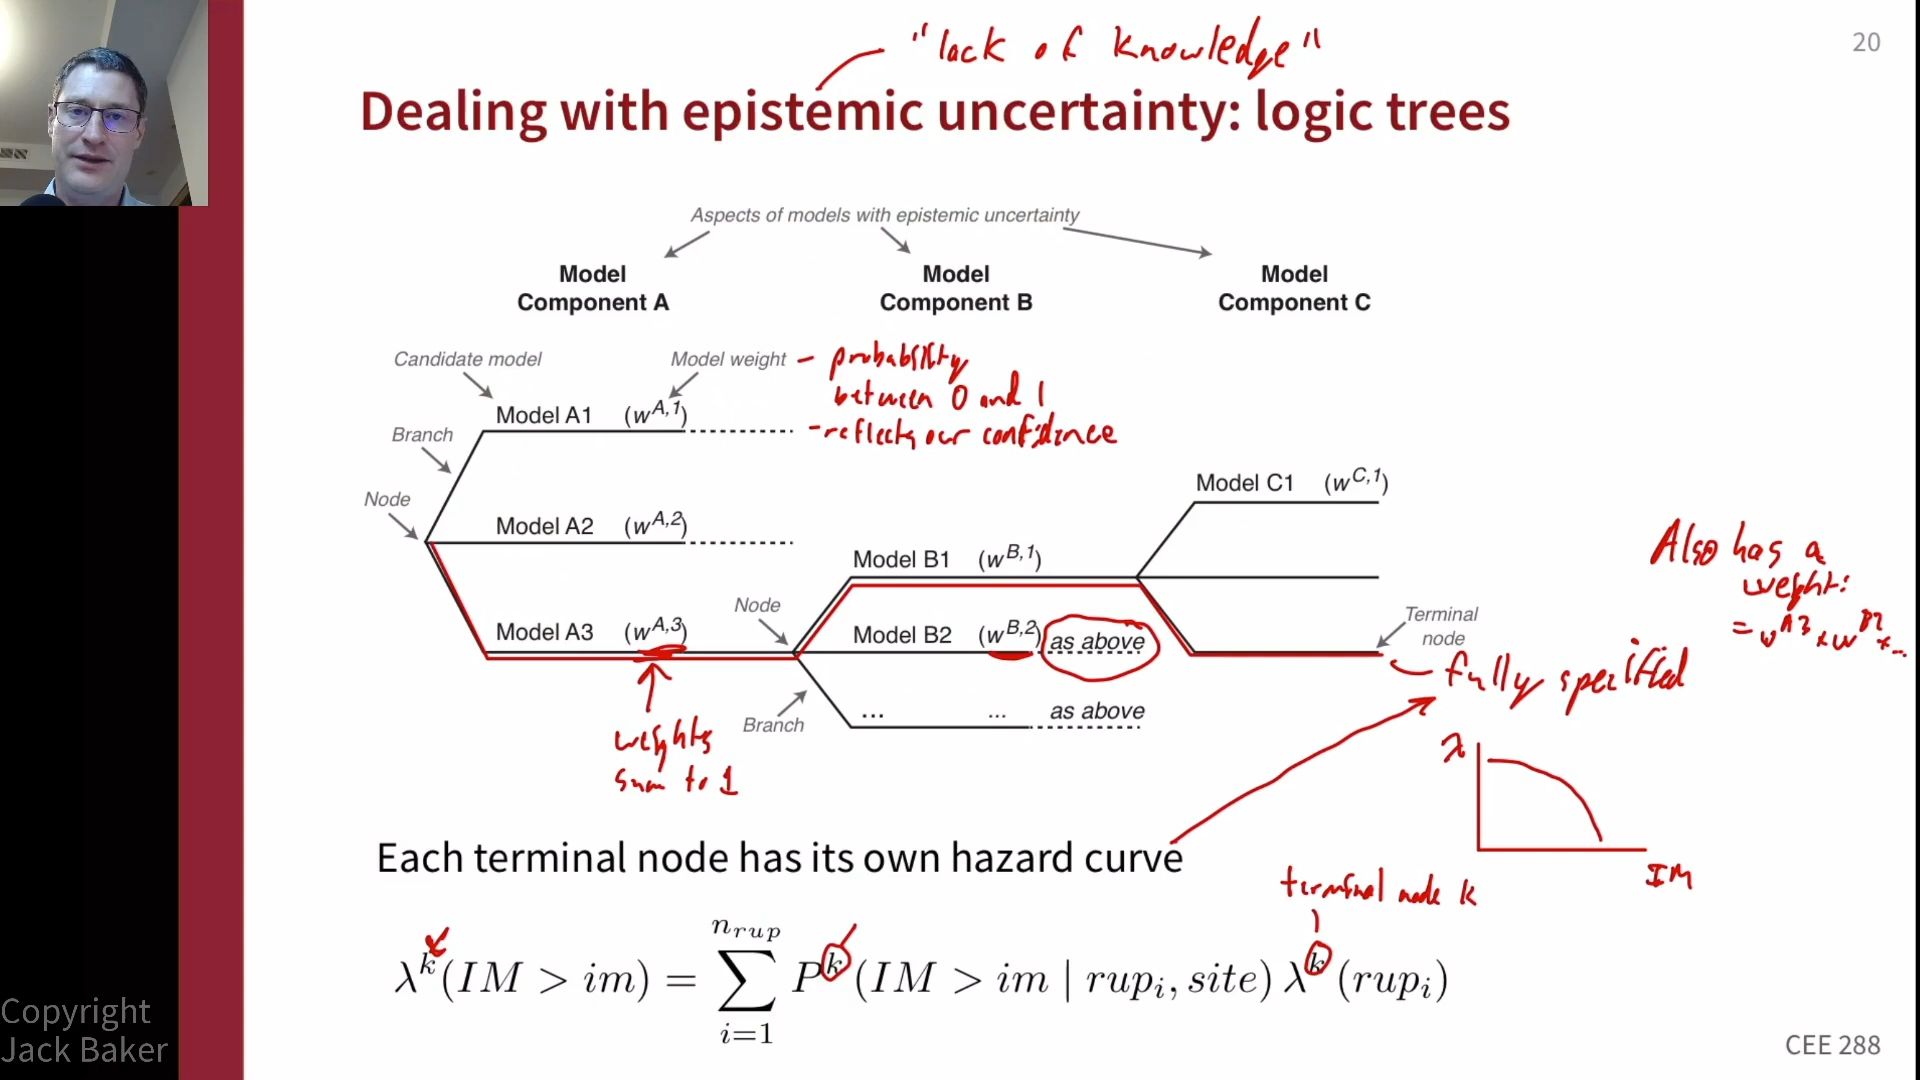 "lack of knowledge"
20
Dealing with epistemic uncertainty: logic trees
Aspects of models with epistemic uncertainty
Model Component A
Model Component B
Model Component C
Candidate model
Model weight
- probability
between 0 and 1
- reflects our confidence
Model A1 (w^{A,1})
Branch
Node
Model A2 (w^{A,2})
Model A3 (w^{A,3})
weights
sum to 1
Node
Branch
Model B1 (w^{B,1})
Model B2 (w^{B,2}) as above
... ... as above
Model C1 (w^{C,1})
Terminal
node
Also has a
weight:
= w^{A3} x w^{B?} x ...
fully specified
λ
IM
Each terminal node has its own hazard curve
terminal node k
λ^k(IM > im) = \sum_{i=1}^{n_{rup}} P^k(IM > im | rup_i, site) λ^k(rup_i)
Copyright
Jack Baker
CEE 288